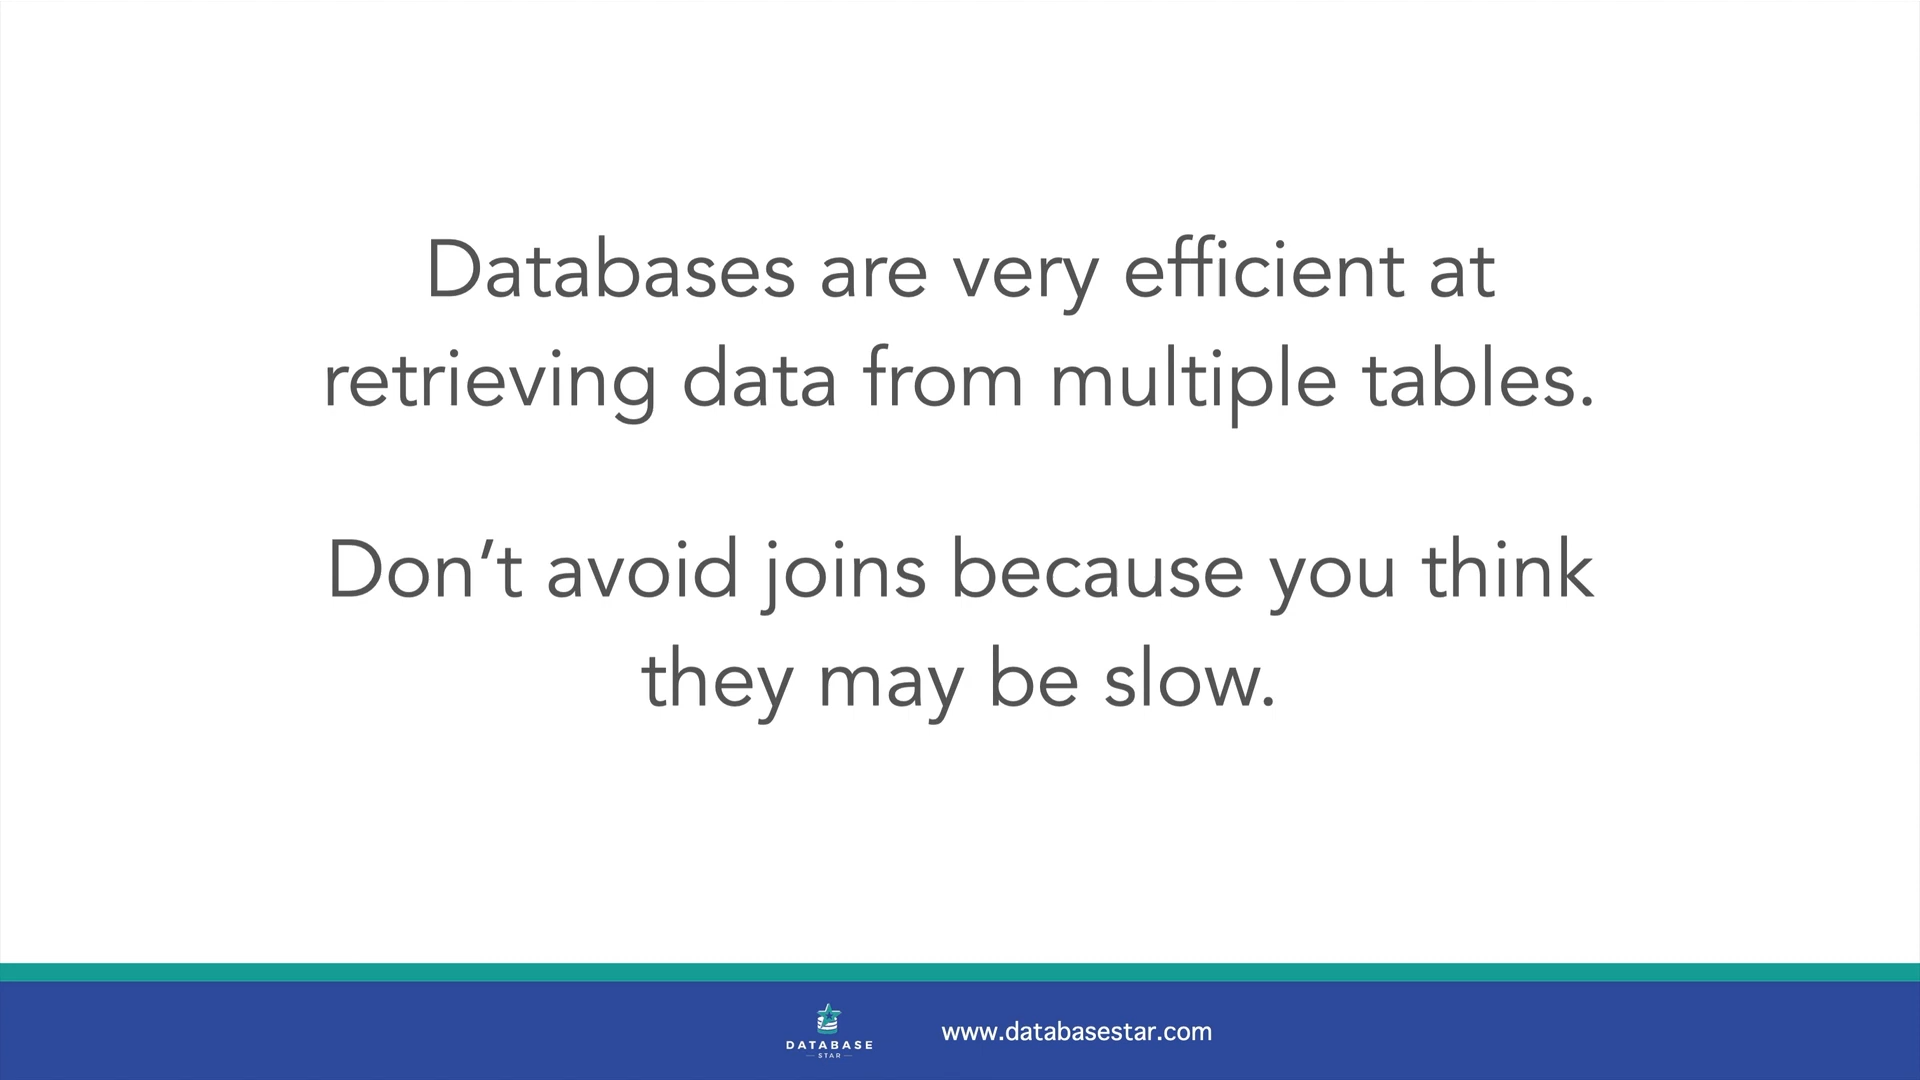 Databases are very efficient at
retrieving data from multiple tables.
Don’t avoid joins because you think
they may be slow.
DATABASE
STAR
www.databasestar.com